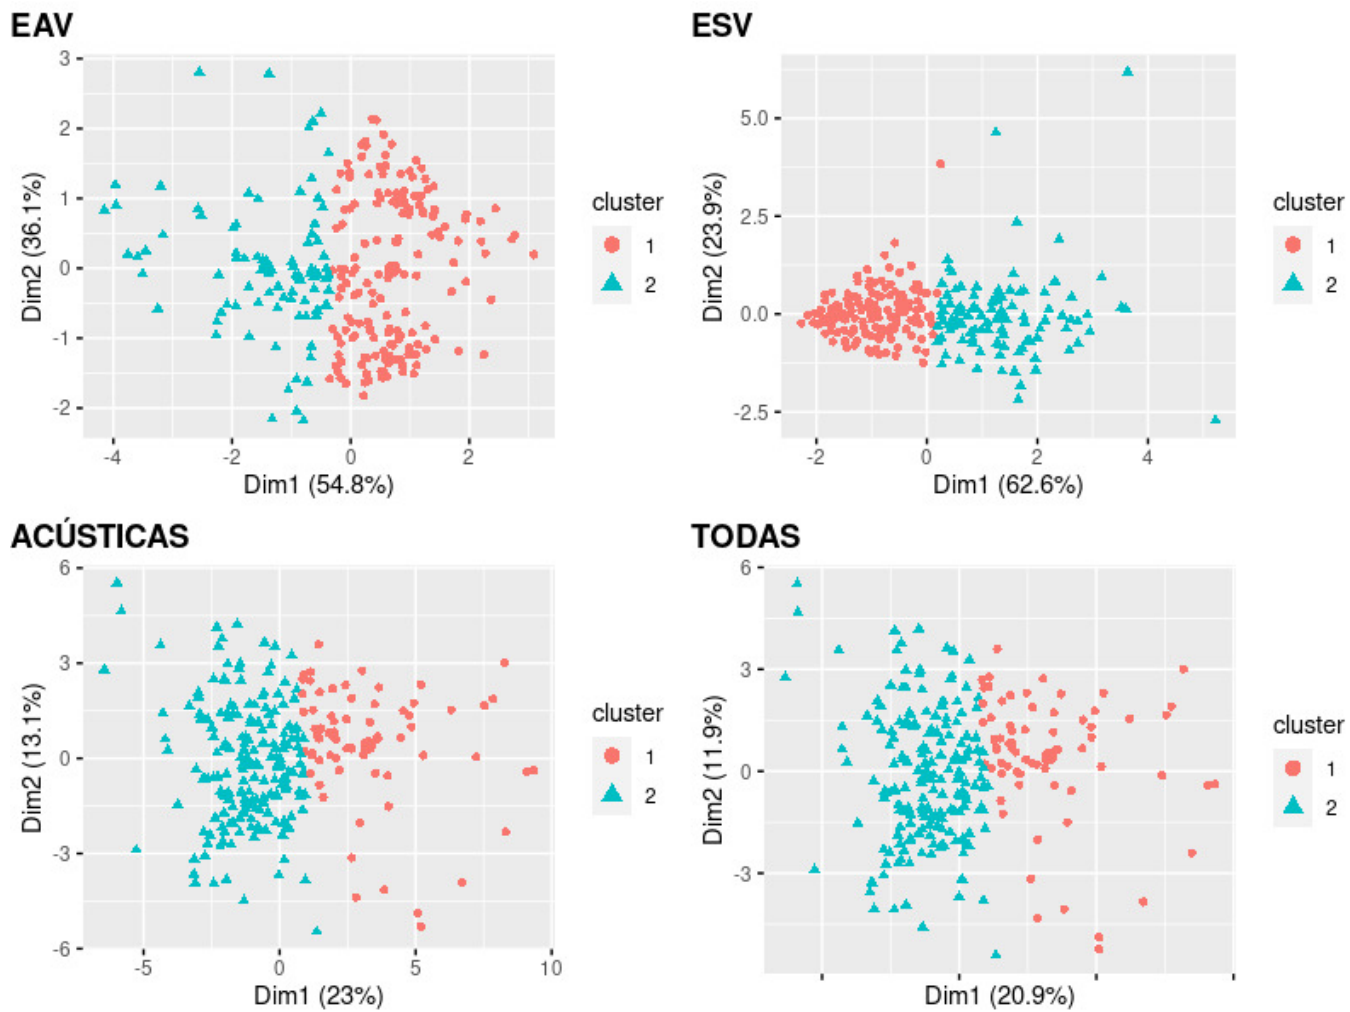 EAV
3
2
1
0
-1
-2
Dim2 (36.1%)
-4
-2
0
2
Dim1 (54.8%)
cluster
1
2
ESV
5.0
2.5
0.0
-2.5
Dim2 (23.9%)
-2
0
2
4
Dim1 (62.6%)
cluster
1
2
ACÚSTICAS
6
3
0
-3
-6
Dim2 (13.1%)
-5
0
5
10
Dim1 (23%)
cluster
1
2
TODAS
6
3
0
-3
Dim2 (11.9%)
Dim1 (20.9%)
cluster
1
2